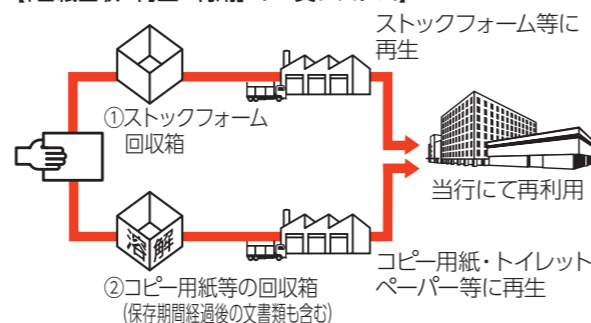 ストックフォーム等に
再生
①ストックフォーム
回収箱
当行にて再利用
溶解
②コピー用紙等の回収箱
(保存期間経過後の文書類も含む)
コピー用紙・トイレット
ペーパー等に再生